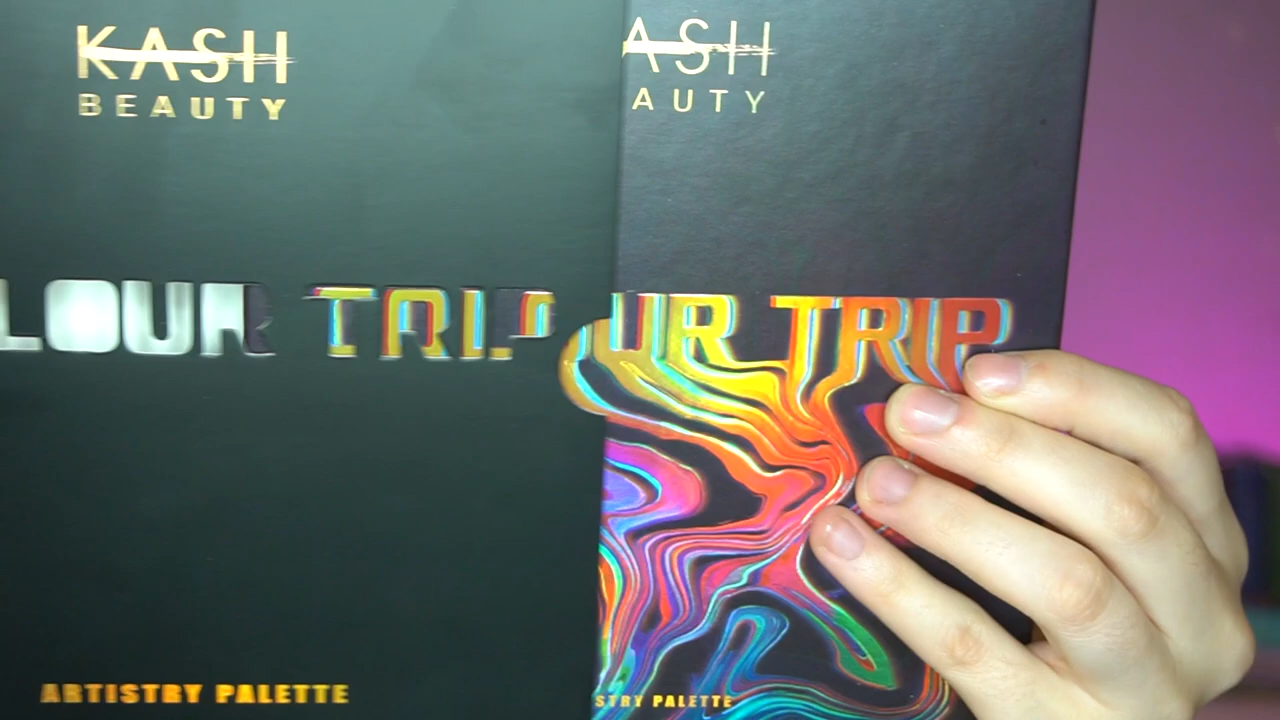 KASH
BEAUTY
LOUR TRIP
ARTISTRY PALETTE
ASH
AUTY
UR TRIP
STRY PALETTE